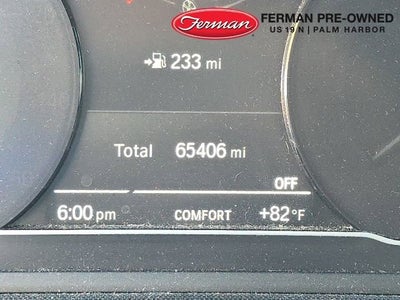 Ferman
FERMAN PRE-OWNED
US 19 N | PALM HARBOR
233 mi
Total 65406 mi
OFF
6:00 pm COMFORT +82°F